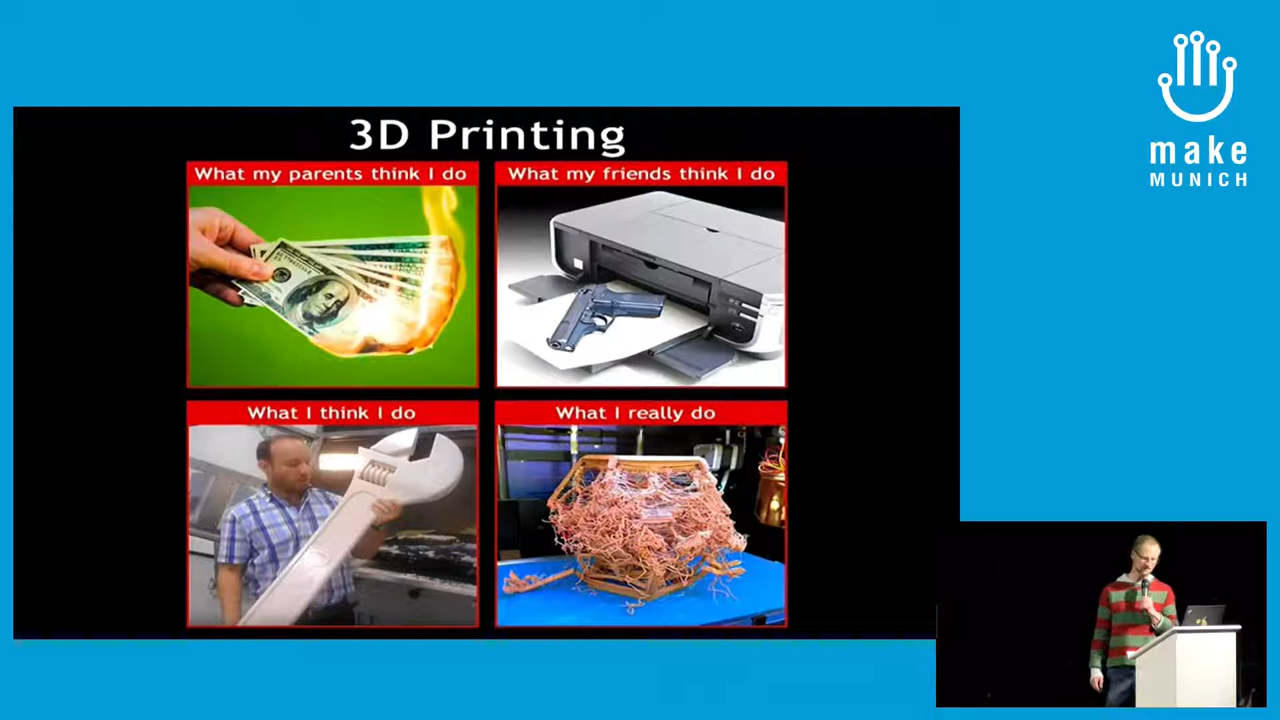 make
MUNICH
3D Printing
What my parents think I do
What my friends think I do
What I think I do
What I really do